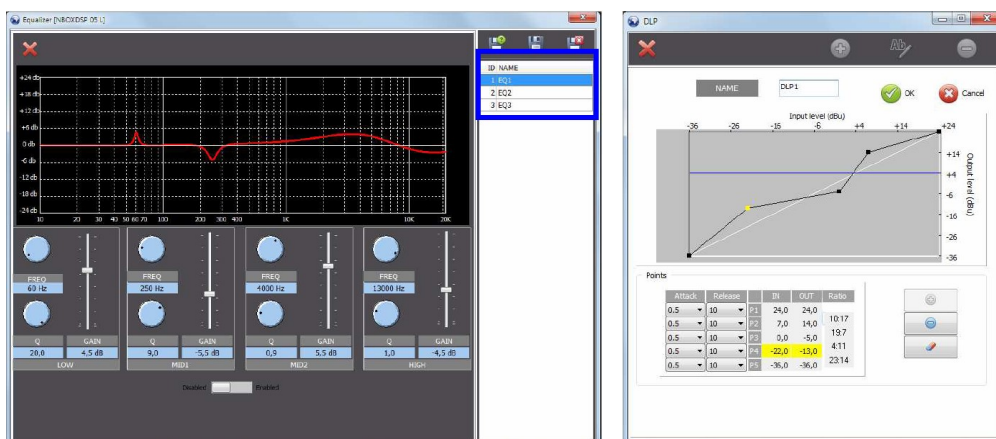 Equalizer [NBOXDSP 05 L]
ID NAME
1 EQ1
2 EQ2
3 EQ3
+24 db
+18 db
+12 db
+6 db
0 db
-6 db
-12 db
-18 db
-24 db
10 20 30 40 50 60 70 100 200 300 400 1K 10K 20K
FREQ FREQ FREQ FREQ
60 Hz 250 Hz 4000 Hz 13000 Hz
Q GAIN Q GAIN Q GAIN Q GAIN
20,0 4,5 dB 9,0 -5,5 dB 0,9 5,5 dB 1,0 -4,5 dB
LOW MID1 MID2 HIGH
Disabled Enabled
DLP
Ab
NAME DLP1 OK Cancel
Input level (dBu)
-36 -26 -16 -6 +4 +14 +24
+14
+4
-6
-16
-26
-36
Output level (dBu)
Points
Attack Release IN OUT Ratio
0.5 10 P1 24,0 24,0
10:17
0.5 10 P2 7,0 14,0
19:7
0.5 10 P3 0,0 -5,0
4:11
0.5 10 P4 -22,0 -13,0
23:14
0.5 10 P5 -36,0 -36,0